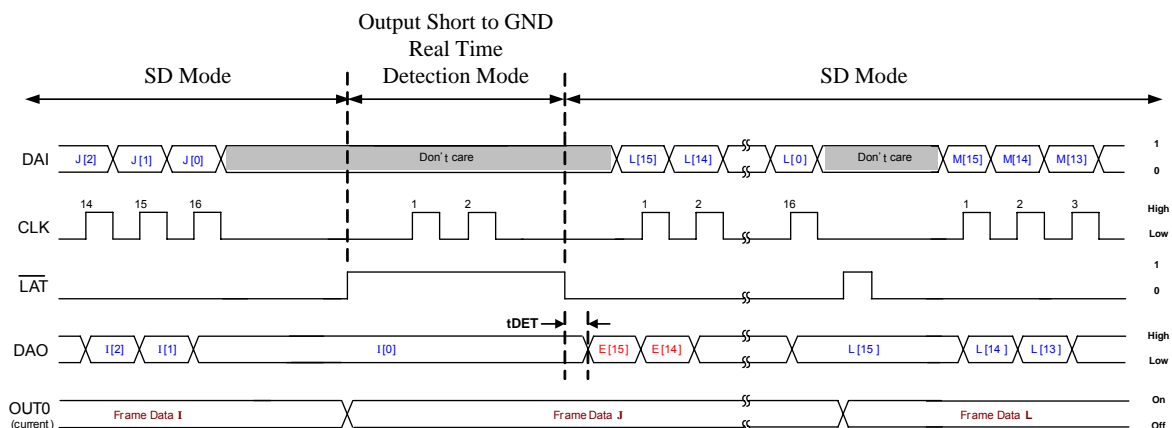 Output Short to GND
Real Time
Detection Mode
SD Mode
SD Mode
DAI J[2] J[1] J[0] Don't care L[15] L[14] L[0] Don't care M[15] M[14] M[13] 1
0
14 15 16 1 2 1 2 16 1 2 3
CLK High
Low
LAT 1
0
tDET
DAO I[2] I[1] I[0] E[15] E[14] L[15] L[14] L[13] High
Low
OUT0 Frame Data I Frame Data J Frame Data L On
(current) Off